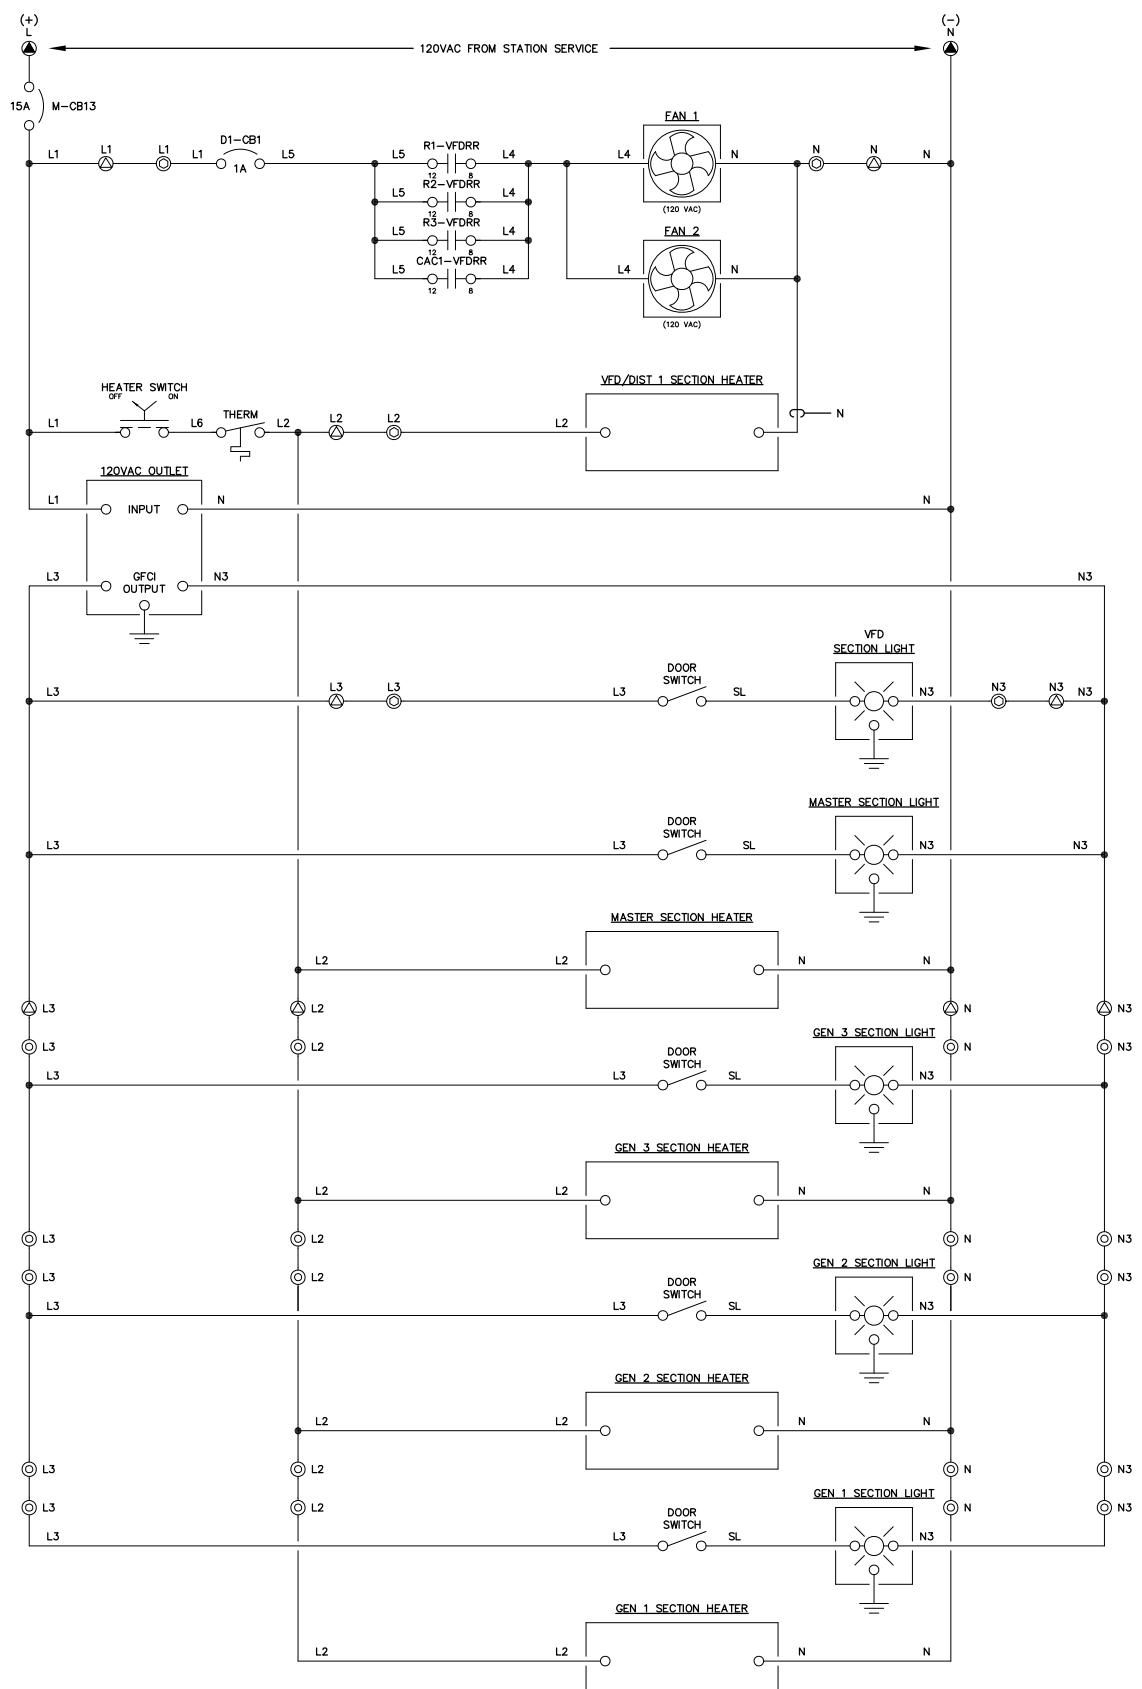 (+)
L
(-)
N
120VAC FROM STATION SERVICE
15A M-CB13
L1 L1 L1 L1 D1-CB1 1A L5 L5 R1-VFDRR 12 8 L4 L4 FAN 1 N N N N
(120 VAC)
L5 R2-VFDRR 12 8 L4
L5 R3-VFDRR 12 8 L4
FAN 2
L5 CAC1-VFDRR 12 8 L4 L4 N
(120 VAC)
VFD/DIST 1 SECTION HEATER
HEATER SWITCH
OFF ON
THERM
N
L1 L6 L2 L2 L2 L2
120VAC OUTLET
L1 INPUT N N
L3 GFCI OUTPUT N3 N3
VFD
SECTION LIGHT
DOOR
SWITCH
L3 L3 L3 L3 SL N3 N3 N3 N3
MASTER SECTION LIGHT
DOOR
SWITCH
L3 L3 SL N3 N3
MASTER SECTION HEATER
L2 L2 N N
L3 L2 N N3
GEN 3 SECTION LIGHT
L3 L2 N N3
DOOR
SWITCH
L3 L3 SL N3
GEN 3 SECTION HEATER
L2 L2 N N
L3 L2 N N3
GEN 2 SECTION LIGHT
L3 L2 N N3
DOOR
SWITCH
L3 L3 SL N3
GEN 2 SECTION HEATER
L2 L2 N N
L3 L2 N N3
GEN 1 SECTION LIGHT
L3 L2 N N3
DOOR
SWITCH
L3 L3 SL N3
GEN 1 SECTION HEATER
L2 L2 N N